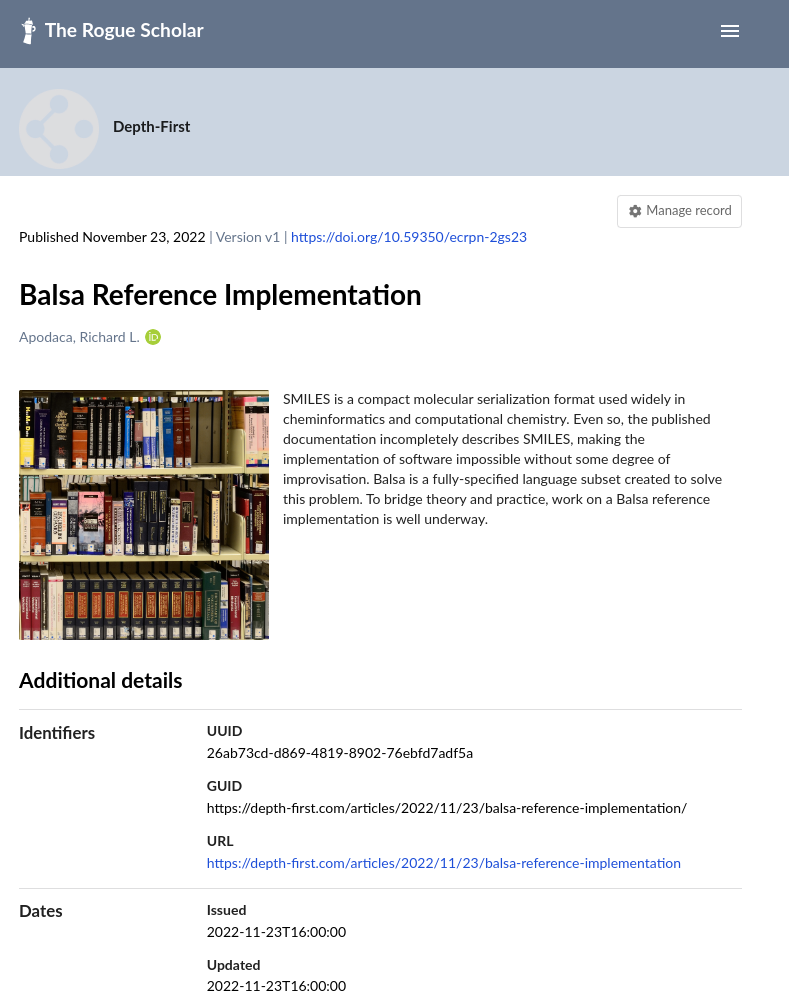 The Rogue Scholar
Depth-First
Manage record
Published November 23, 2022 | Version v1 | https://doi.org/10.59350/ecrpn-2gs23
Balsa Reference Implementation
Apodaca, Richard L. iD
SMILES is a compact molecular serialization format used widely in
cheminformatics and computational chemistry. Even so, the published
documentation incompletely describes SMILES, making the
implementation of software impossible without some degree of
improvisation. Balsa is a fully-specified language subset created to solve
this problem. To bridge theory and practice, work on a Balsa reference
implementation is well underway.
Additional details
Identifiers
UUID
26ab73cd-d869-4819-8902-76ebfd7adf5a
GUID
https://depth-first.com/articles/2022/11/23/balsa-reference-implementation/
URL
https://depth-first.com/articles/2022/11/23/balsa-reference-implementation
Dates
Issued
2022-11-23T16:00:00
Updated
2022-11-23T16:00:00